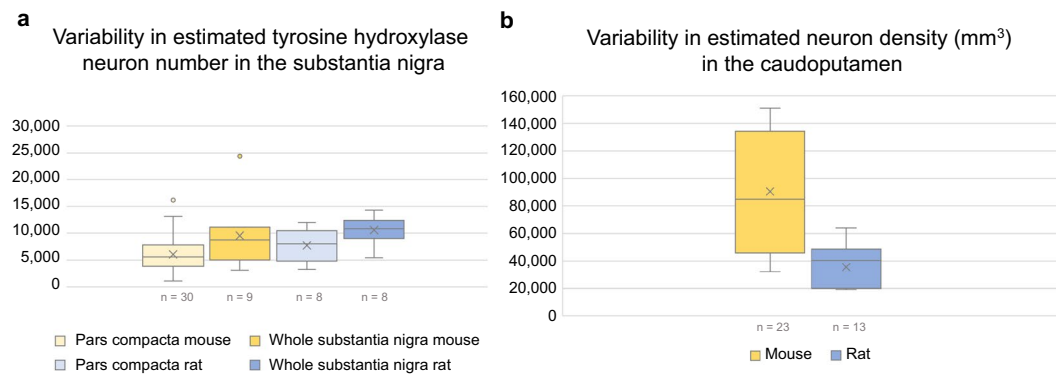 a
Variability in estimated tyrosine hydroxylase
neuron number in the substantia nigra
30,000
25,000
20,000
15,000
10,000
5,000
0
n = 30
n = 9
n = 8
n = 8
Pars compacta mouse
Whole substantia nigra mouse
Pars compacta rat
Whole substantia nigra rat
b
Variability in estimated neuron density (mm³)
in the caudoputamen
160,000
140,000
120,000
100,000
80,000
60,000
40,000
20,000
0
n = 23
n = 13
Mouse
Rat